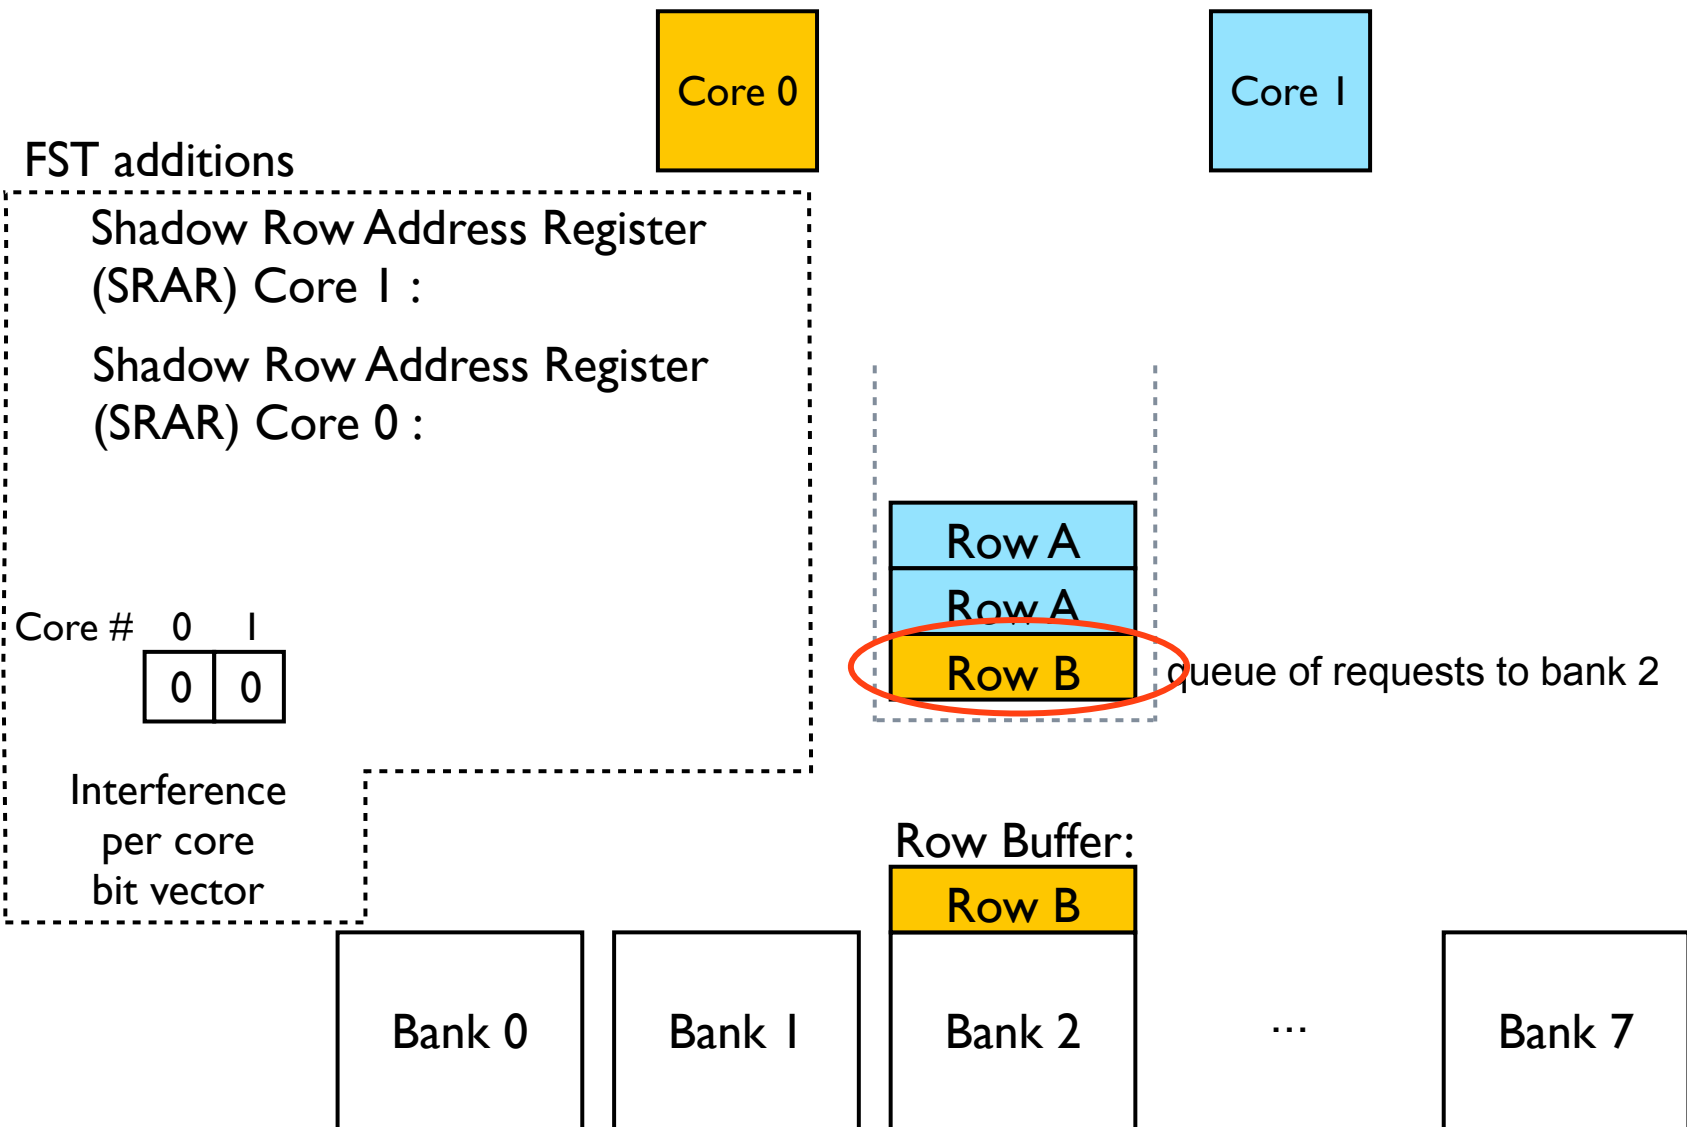 Core 0
Core 1
FST additions
Shadow Row Address Register
(SRAR) Core 1 :
Shadow Row Address Register
(SRAR) Core 0 :
Row A
Row A
Row B
queue of requests to bank 2
Core # 0 1
0 0
Interference
per core
bit vector
Row Buffer:
Row B
Bank 0
Bank 1
Bank 2
...
Bank 7